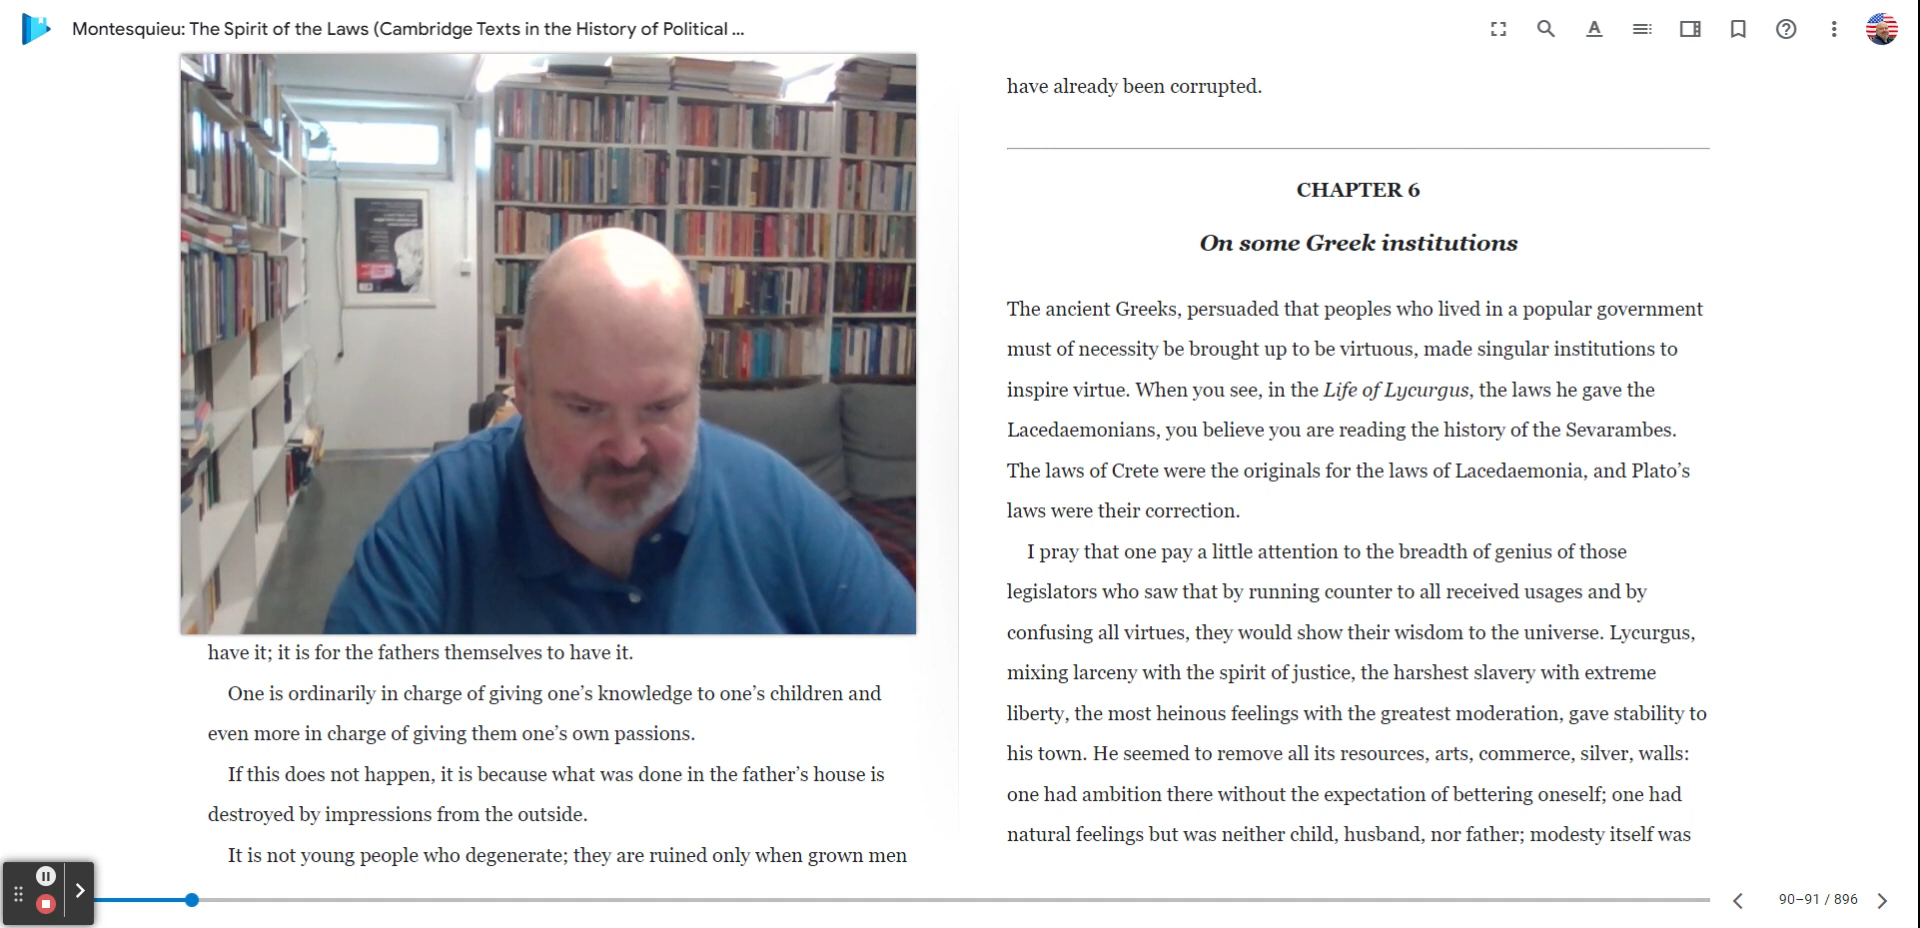 Montesquieu: The Spirit of the Laws (Cambridge Texts in the History of Political ...
have it; it is for the fathers themselves to have it.
One is ordinarily in charge of giving one’s knowledge to one’s children and
even more in charge of giving them one’s own passions.
If this does not happen, it is because what was done in the father’s house is
destroyed by impressions from the outside.
It is not young people who degenerate; they are ruined only when grown men
have already been corrupted.
CHAPTER 6
On some Greek institutions
The ancient Greeks, persuaded that peoples who lived in a popular government
must of necessity be brought up to be virtuous, made singular institutions to
inspire virtue. When you see, in the Life of Lycurgus, the laws he gave the
Lacedaemonians, you believe you are reading the history of the Sevarambes.
The laws of Crete were the originals for the laws of Lacedaemonia, and Plato’s
laws were their correction.
I pray that one pay a little attention to the breadth of genius of those
legislators who saw that by running counter to all received usages and by
confusing all virtues, they would show their wisdom to the universe. Lycurgus,
mixing larceny with the spirit of justice, the harshest slavery with extreme
liberty, the most heinous feelings with the greatest moderation, gave stability to
his town. He seemed to remove all its resources, arts, commerce, silver, walls:
one had ambition there without the expectation of bettering oneself; one had
natural feelings but was neither child, husband, nor father; modesty itself was
90–91 / 896